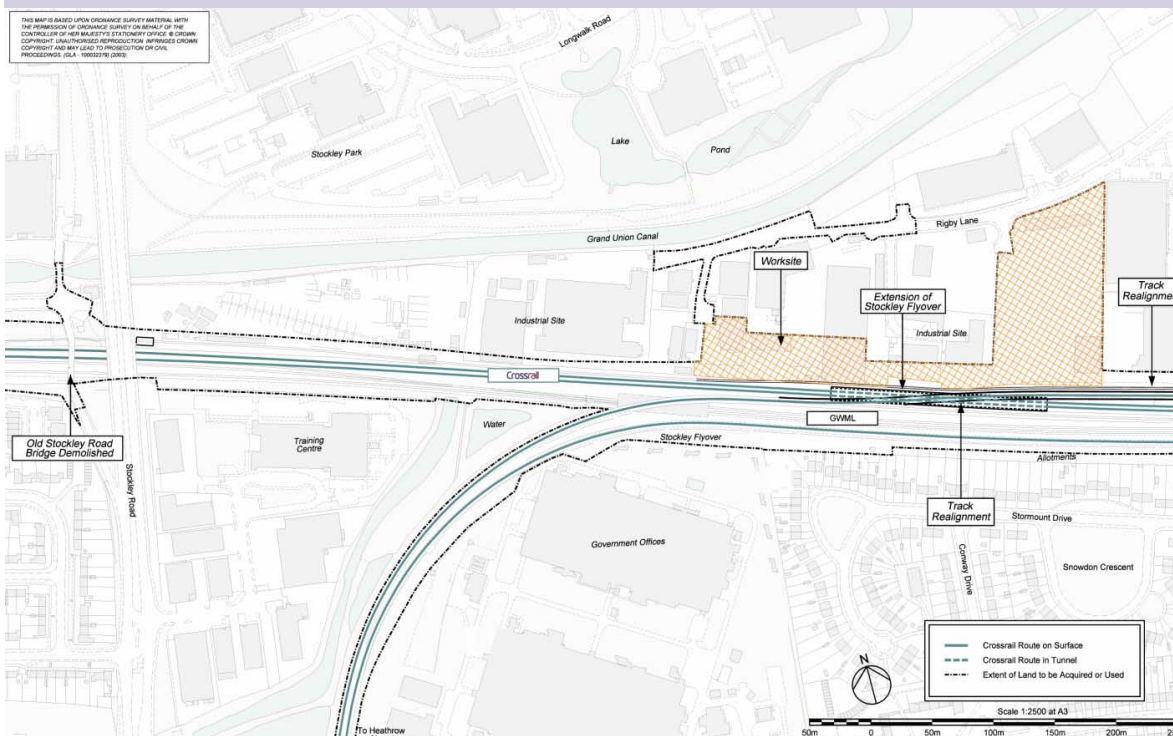 THIS MAP IS BASED UPON ORDNANCE SURVEY MATERIAL WITH
THE PERMISSION OF ORDNANCE SURVEY ON BEHALF OF THE
CONTROLLER OF HER MAJESTY'S STATIONERY OFFICE © CROWN
COPYRIGHT. UNAUTHORISED REPRODUCTION INFRINGES CROWN
COPYRIGHT AND MAY LEAD TO PROSECUTION OR CIVIL
PROCEEDINGS. (GLA - 100032379) (2003)
Longwalk Road
Stockley Park
Lake
Pond
Grand Union Canal
Rigby Lane
Worksite
Extension of
Stockley Flyover
Track
Industrial Site
Industrial Site
Crossrail
GWML
Old Stockley Road
Bridge Demolished
Stockley Road
Training
Centre
Water
Stockley Flyover
Allotments
Track
Realignment
Stormount Drive
Government Offices
Conway Drive
Snowdon Crescent
Crossrail Route on Surface
Crossrail Route in Tunnel
Extent of Land to be Acquired or Used
N
Scale 1:2500 at A3
50m 0 50m 100m 150m 200m
To Heathrow